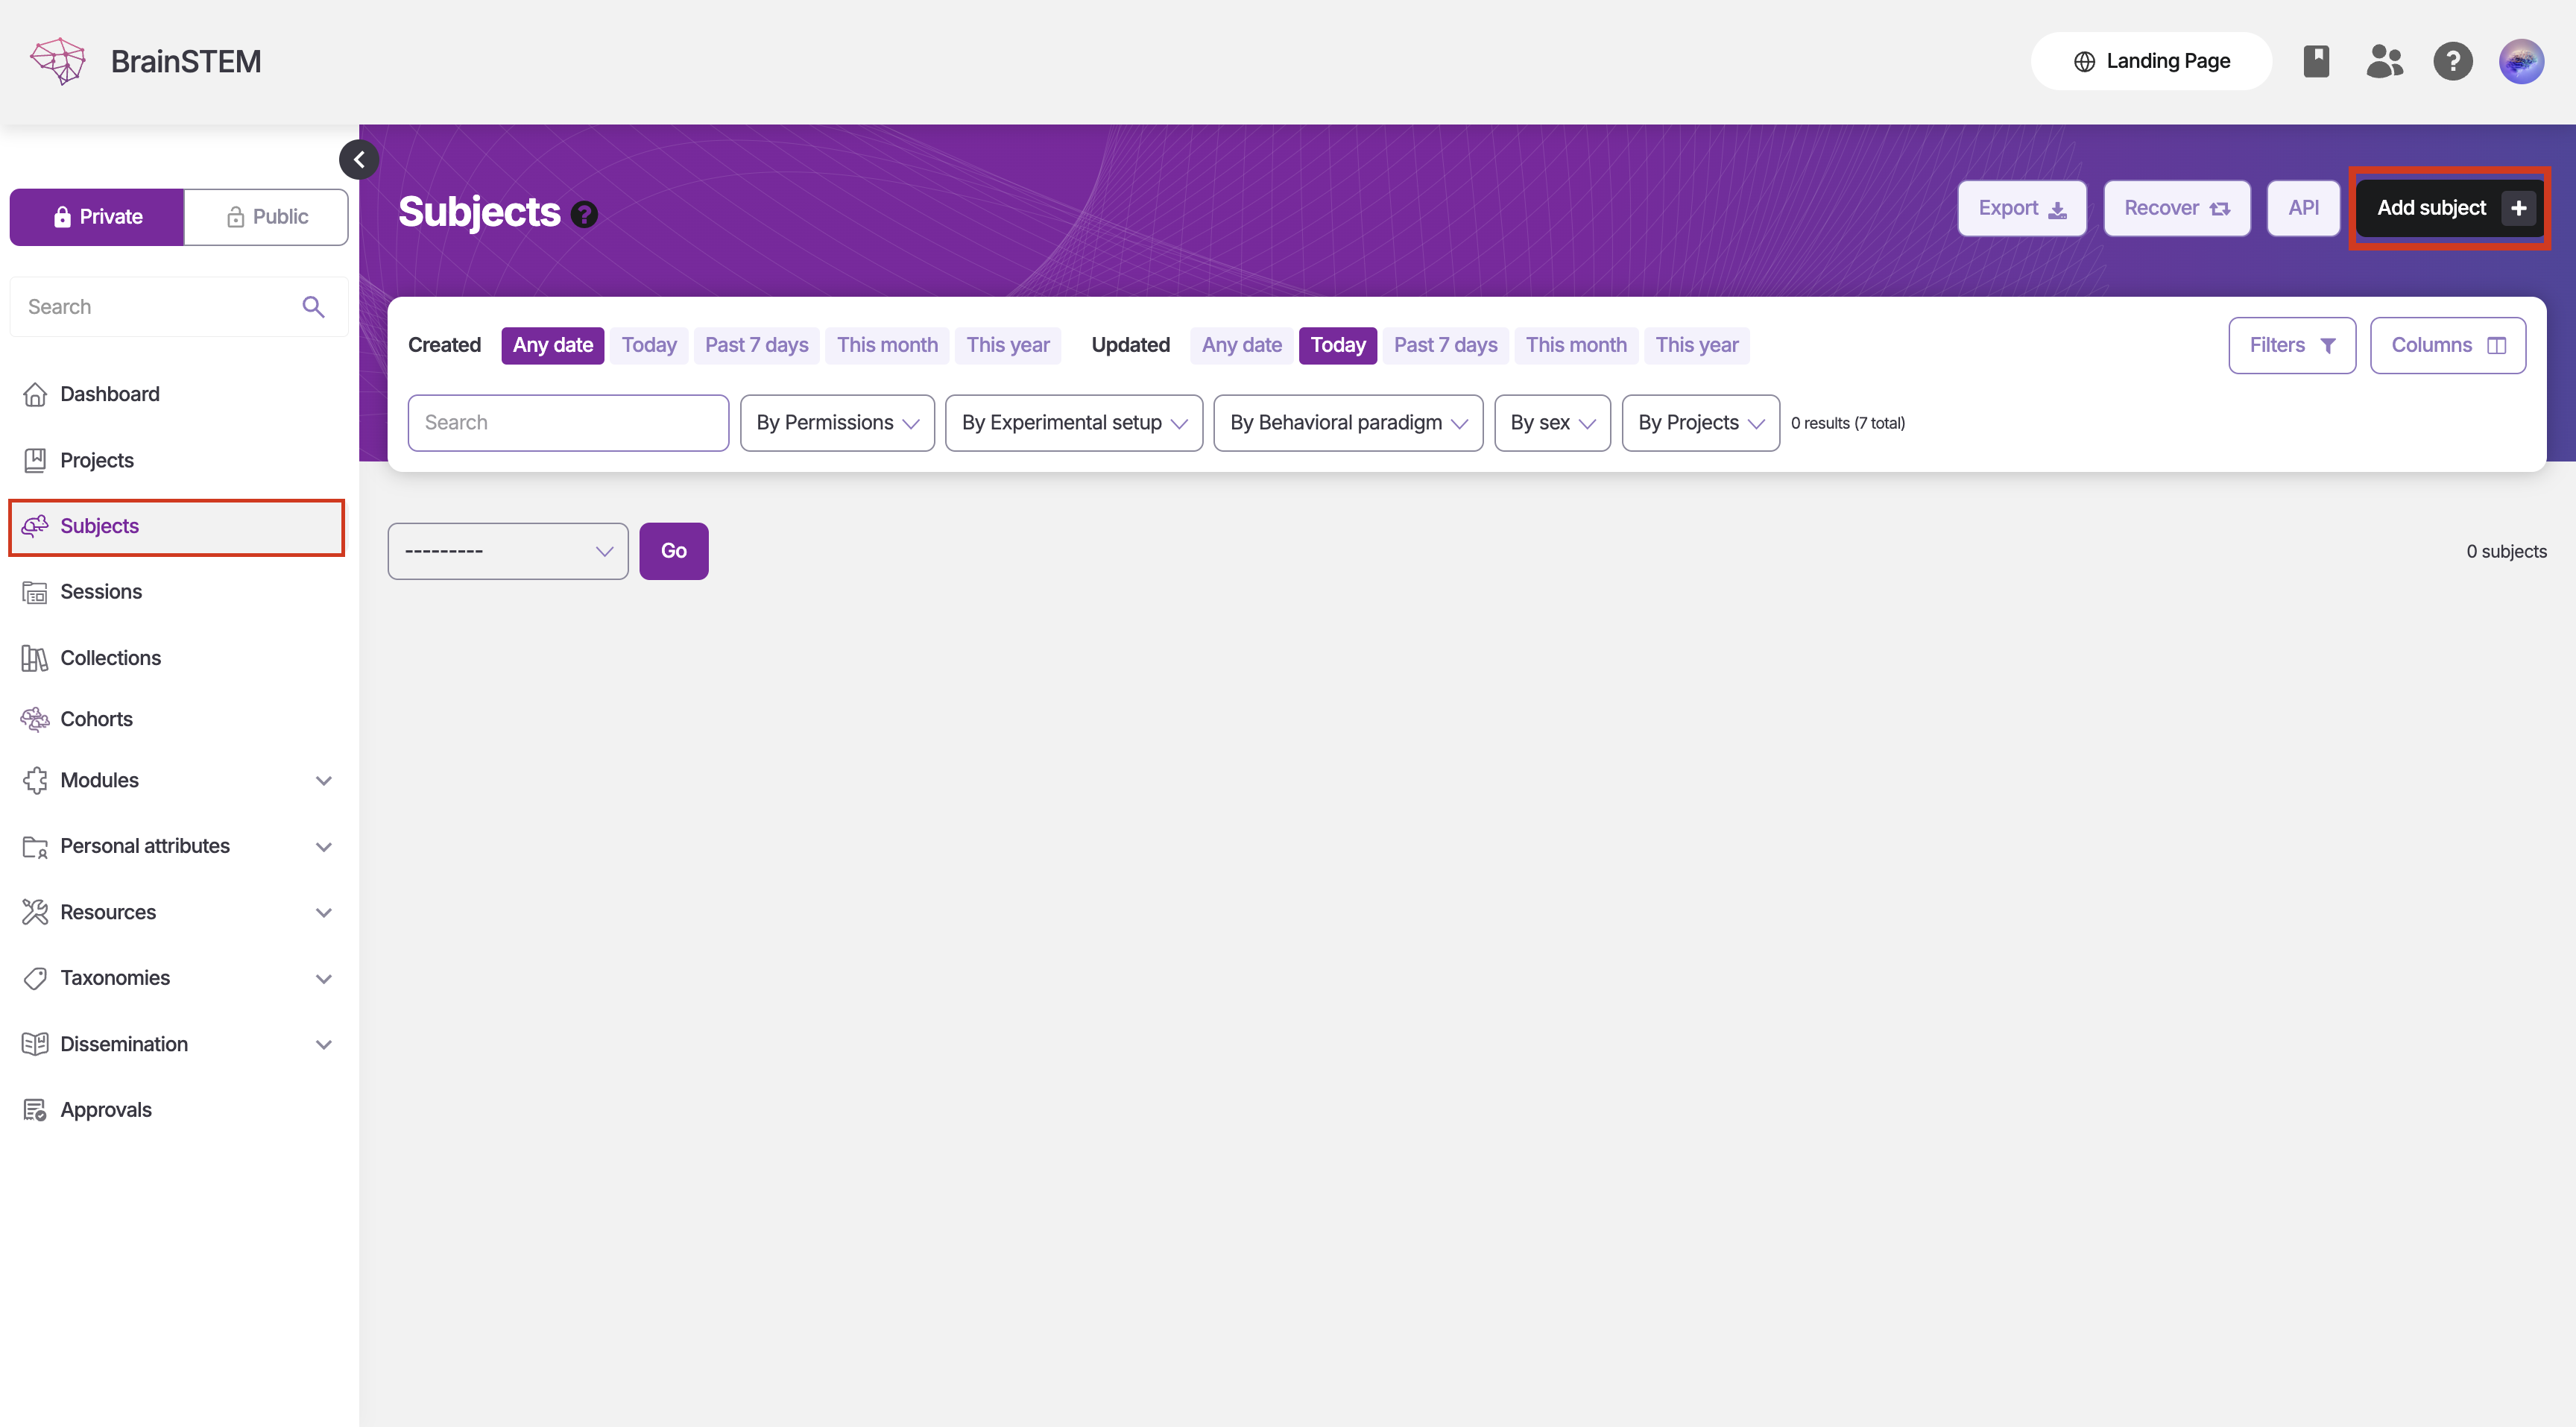 BrainSTEM
Landing Page
?
Private
Public
Search
Dashboard
Projects
Subjects
Sessions
Collections
Cohorts
Modules
Personal attributes
Resources
Taxonomies
Dissemination
Approvals
Subjects ?
Export
Recover
API
Add subject +
Created Any date Today Past 7 days This month This year Updated Any date Today Past 7 days This month This year
Filters
Columns
Search By Permissions By Experimental setup By Behavioral paradigm By sex By Projects 0 results (7 total)
--------- Go
0 subjects